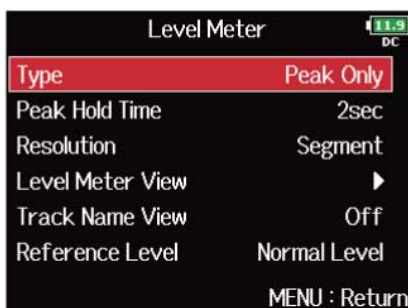 Level Meter 11.9
DC
Type Peak Only
Peak Hold Time 2sec
Resolution Segment
Level Meter View
Track Name View Off
Reference Level Normal Level
MENU : Return